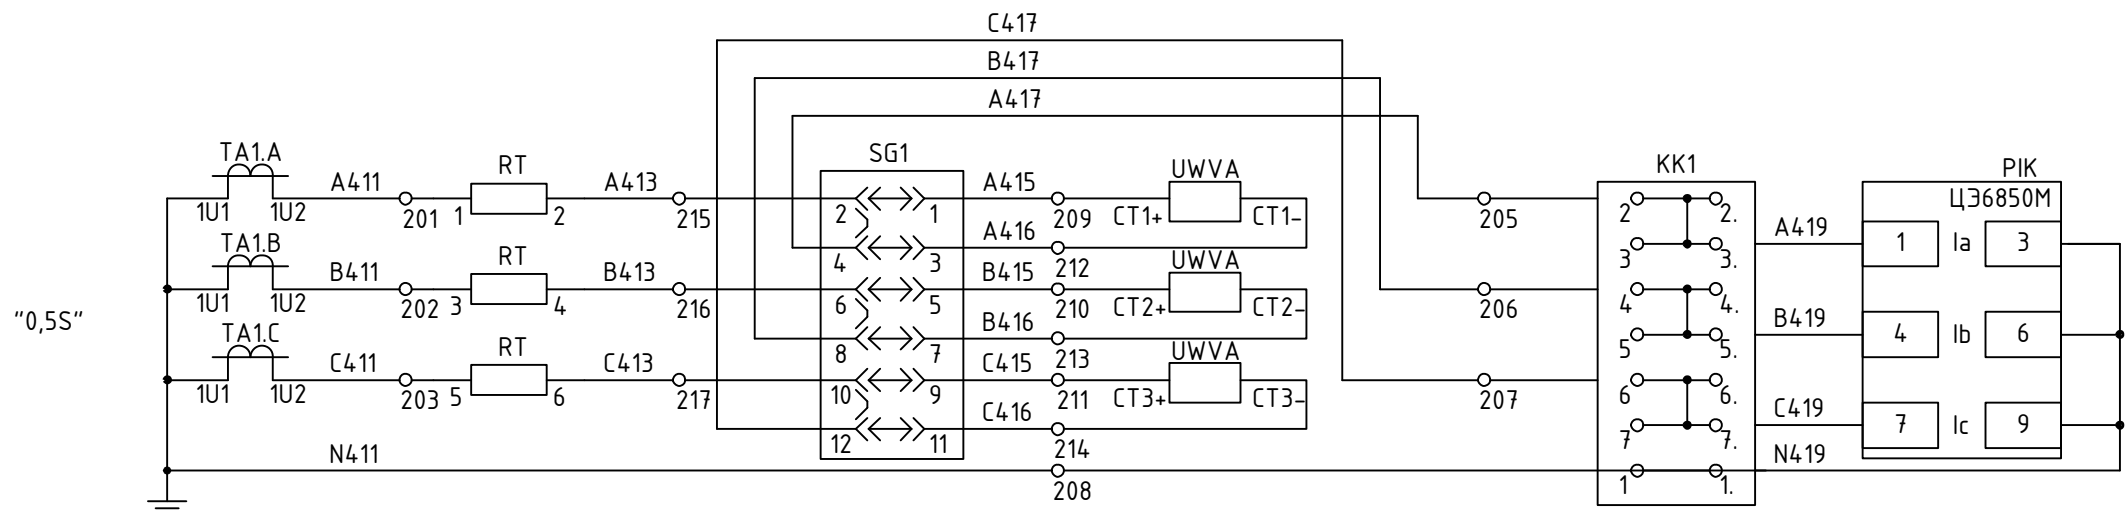 C417
B417
A417
TA1.A
RT
SG1
UWVA
KK1
PIK
ЦЭ6850М
A411
A413
A415
1U1
1U2
201
1
2
215
2
1
209
CT1+
CT1-
205
2
2.
A419
1
Ia
3
A416
4
3
212
3
3.
TA1.B
RT
UWVA
B411
B413
B415
1U1
1U2
202
3
4
216
6
5
210
CT2+
CT2-
206
4
4.
B419
4
Ib
6
"0,5S"
B416
8
7
213
5
5.
TA1.C
RT
UWVA
C411
C413
C415
1U1
1U2
203
5
6
217
10
9
211
CT3+
CT3-
207
6
6.
C419
7
Ic
9
C416
12
11
214
7
7.
N411
N419
208
1
1.